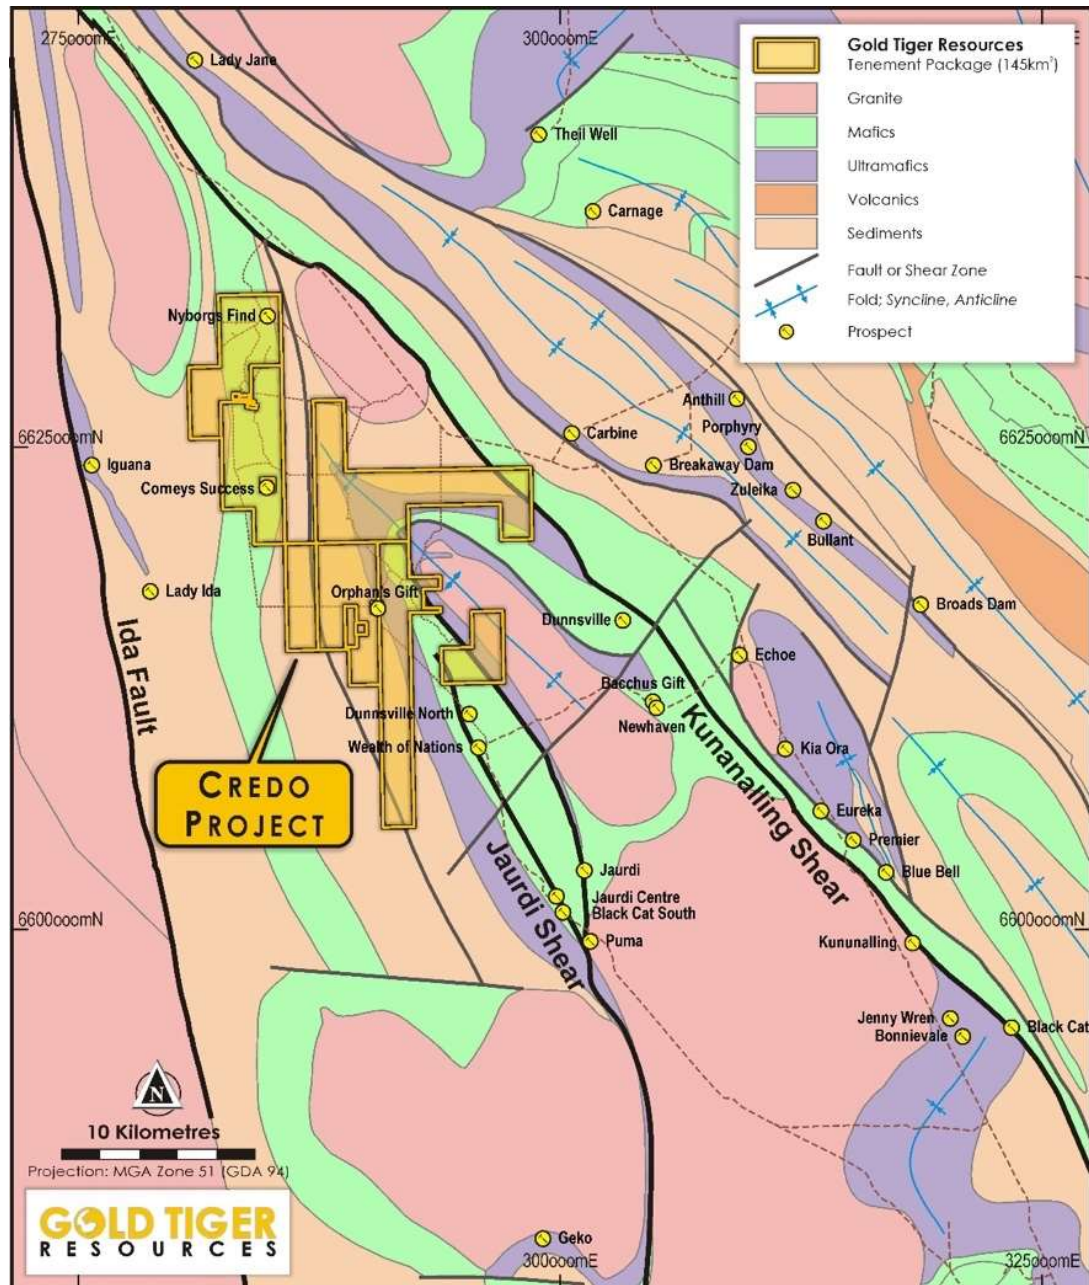 275000mE
300000mE
Gold Tiger Resources
Tenement Package (145km²)
Granite
Mafics
Ultramafics
Volcanics
Sediments
Fault or Shear Zone
Fold; Syncline, Anticline
Prospect
Lady Jane
Theil Well
Carnage
Nyborgs Find
Anthill
Porphyry
Carbine
6625000mN
6625000mN
Iguana
Breakaway Dam
Comeys Success
Zuleika
Bullant
Lady Ida
Orphan's Gift
Broads Dam
Dunnsville
Ida Fault
Echoe
Bacchus Gift
Newhaven
Dunnsville North
Wealth of Nations
Kunanalling Shear
Kia Ora
CREDO
PROJECT
Eureka
Premier
Jaurdi Shear
Jaurdi
Blue Bell
Jaurdi Centre
Black Cat South
6600000mN
6600000mN
Puma
Kununalling
Jenny Wren
Bonnievale
Black Cat
N
10 Kilometres
Projection: MGA Zone 51 (GDA 94)
GOLD TIGER
RESOURCES
Geko
300000mE
325000mE